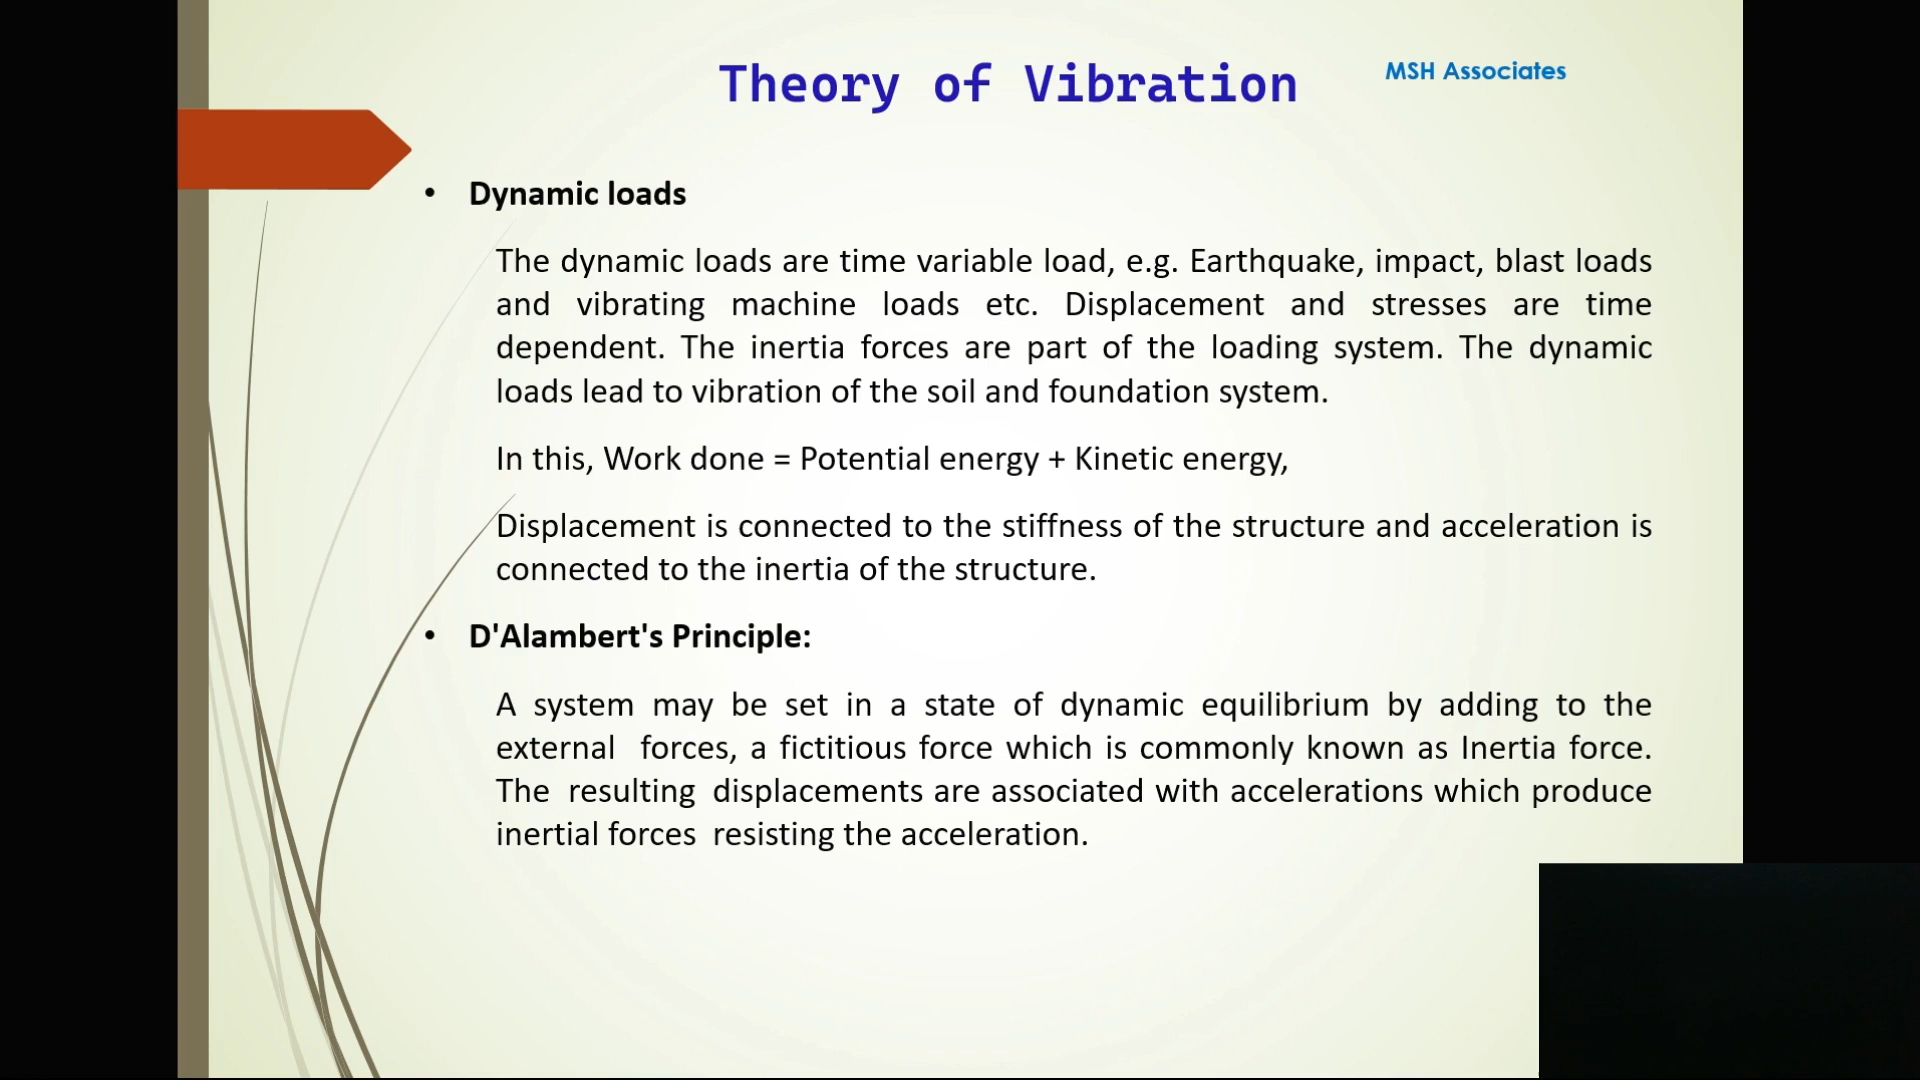 Theory of Vibration
MSH Associates
• Dynamic loads
The dynamic loads are time variable load, e.g. Earthquake, impact, blast loads
and vibrating machine loads etc. Displacement and stresses are time
dependent. The inertia forces are part of the loading system. The dynamic
loads lead to vibration of the soil and foundation system.
In this, Work done = Potential energy + Kinetic energy,
Displacement is connected to the stiffness of the structure and acceleration is
connected to the inertia of the structure.
• D'Alambert's Principle:
A system may be set in a state of dynamic equilibrium by adding to the
external forces, a fictitious force which is commonly known as Inertia force.
The resulting displacements are associated with accelerations which produce
inertial forces resisting the acceleration.